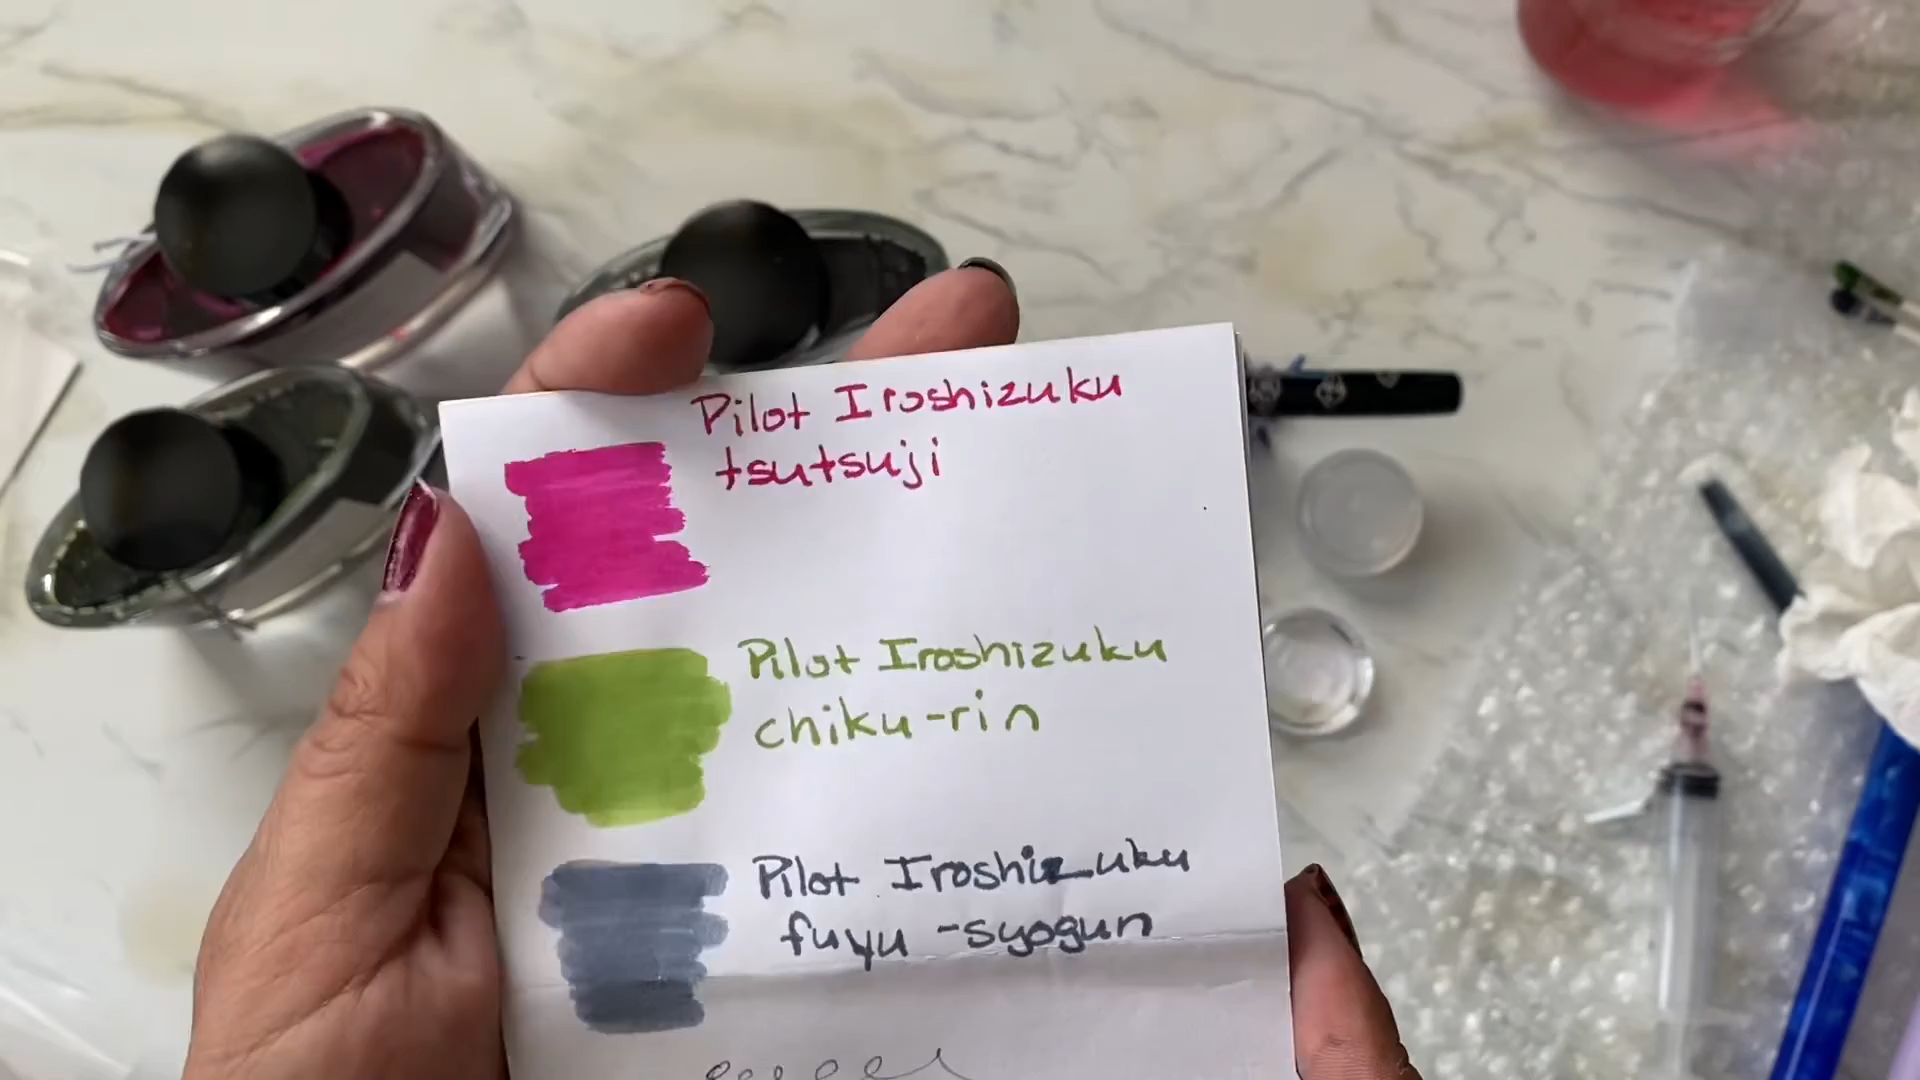 Pilot Iroshizuku
tsutsuji
Pilot Iroshizuku
chiku-rin
Pilot Iroshizuku
fuyu-syogun